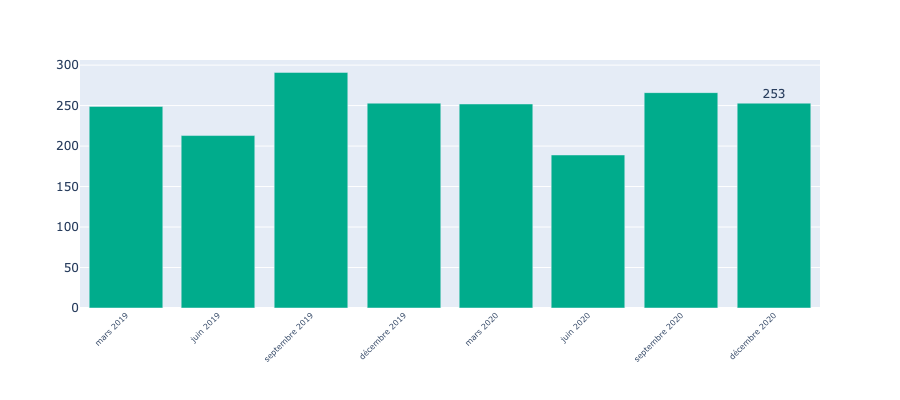 300
250
200
150
100
50
0
253
mars 2019
juin 2019
septembre 2019
décembre 2019
mars 2020
juin 2020
septembre 2020
décembre 2020